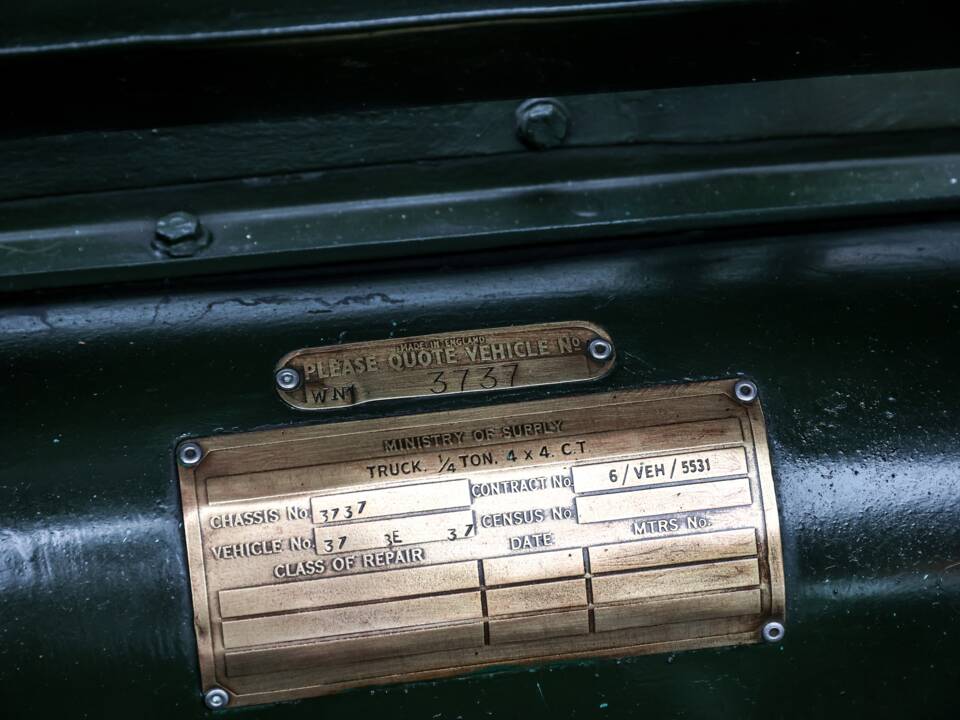 MADE IN ENGLAND
PLEASE QUOTE VEHICLE No
WN1 3737
MINISTRY OF SUPPLY
TRUCK. 1/4 TON. 4 x 4. C.T.
CHASSIS No. 3737 CONTRACT No. 6/VEH/5531
VEHICLE No. 37 3E 37 CENSUS No.
CLASS OF REPAIR DATE MTRS. No.